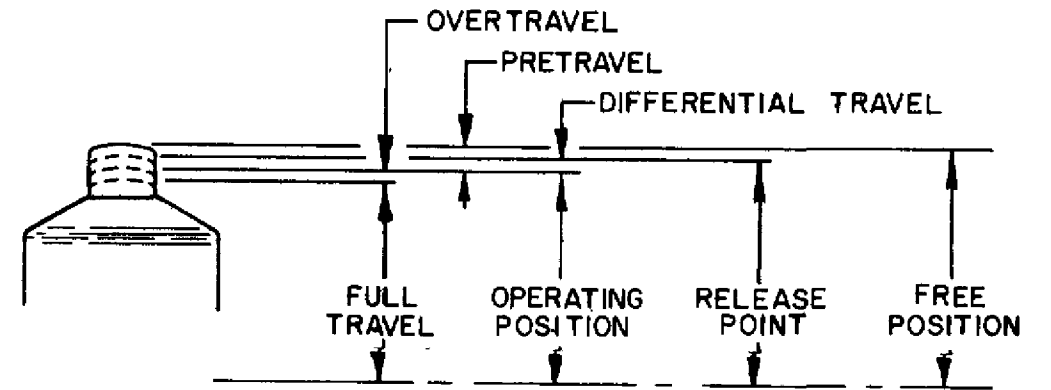 OVERTRAVEL
PRETRAVEL
DIFFERENTIAL TRAVEL
FULL
TRAVEL
OPERATING
POSITION
RELEASE
POINT
FREE
POSITION